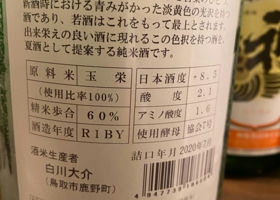 新酒時における青みがかった淡黄色の光沢を持つ
あり、若酒はこれをもって最上とされます。
出来栄えの良い酒に現れるこの色沢を持つ酒を、
夏酒として提案する純米酒です。
原料米 玉栄
(使用比率100%)
精米歩合 60%
酒造年度 R1BY
日本酒度 +8.5
酸度 2.1
アミノ酸度 1.6
使用酵母 協会7号
酒米生産者
白川大介
(鳥取市鹿野町)
詰口年月 2020年7月